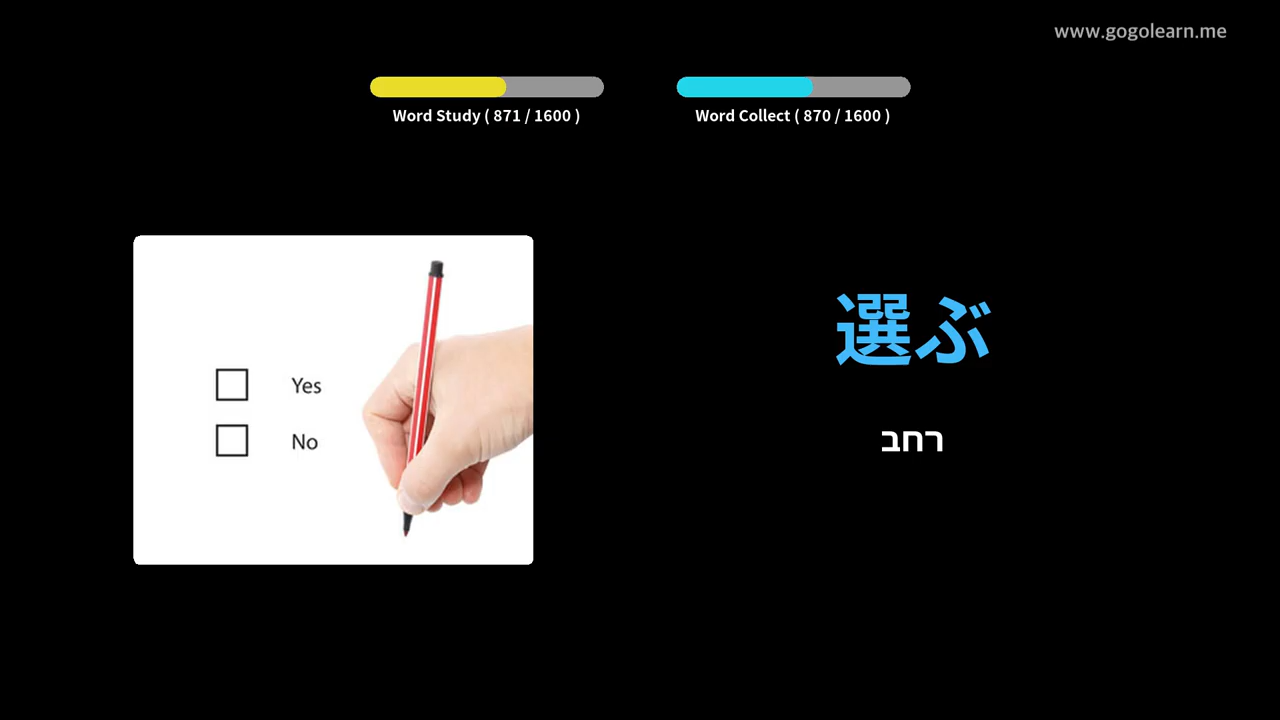 www.gogolearn.me
Word Study ( 871 / 1600 )
Word Collect ( 870 / 1600 )
Yes
No
選ぶ
רחב